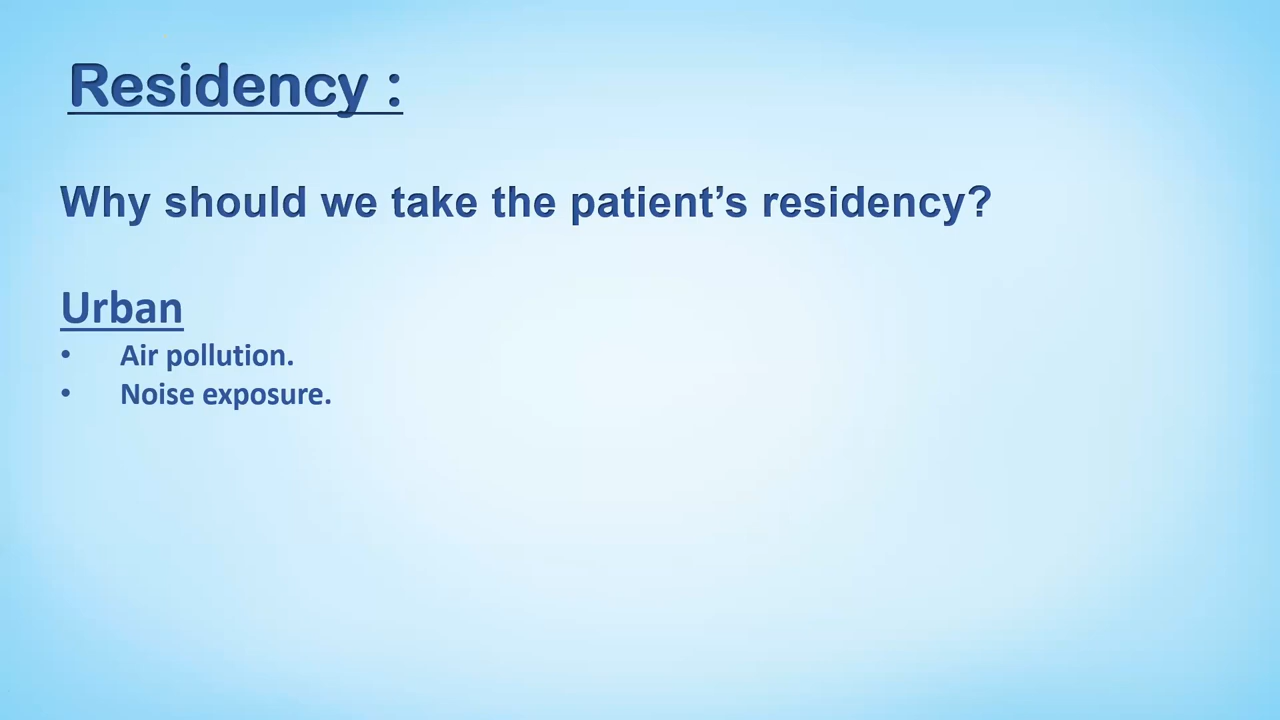 Residency :
Why should we take the patient’s residency?
Urban
• Air pollution.
• Noise exposure.